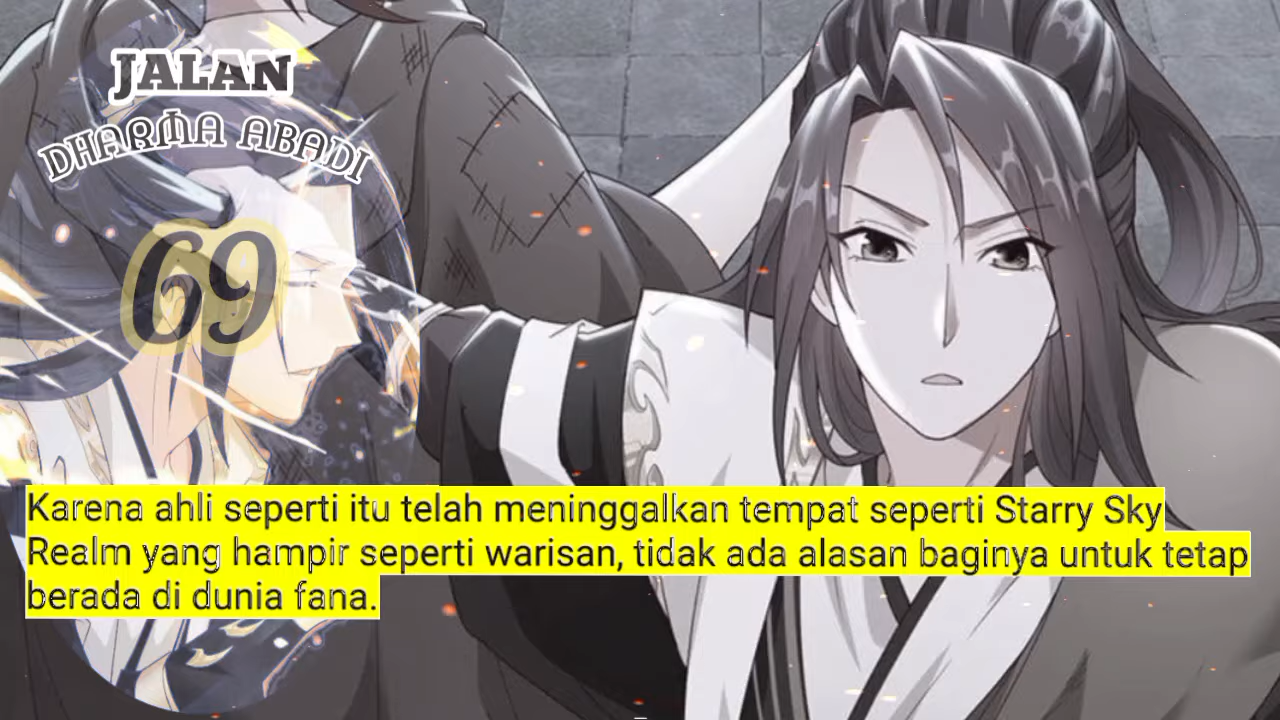 JALAN
DHARMA ABADI
69
Karena ahli seperti itu telah meninggalkan tempat seperti Starry Sky
Realm yang hampir seperti warisan, tidak ada alasan baginya untuk tetap
berada di dunia fana.